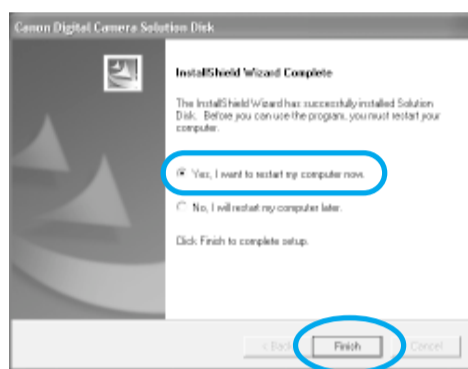 Canon Digital Camera Solution Disk
InstallShield Wizard Complete
The InstallShield Wizard has successfully installed Solution
Disk. Before you can use the program, you must restart your
computer.
Yes, I want to restart my computer now.
No, I will restart my computer later.
Click Finish to complete setup.
< Back Finish Cancel